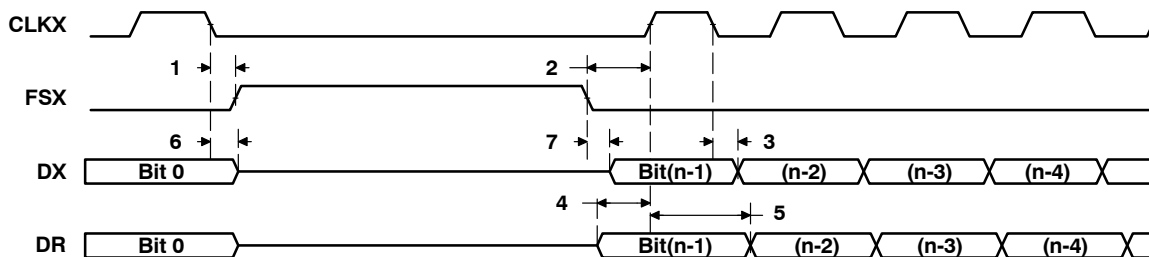 CLKX
1 2
FSX
6 7 3
DX Bit 0 Bit(n-1) (n-2) (n-3) (n-4)
4 5
DR Bit 0 Bit(n-1) (n-2) (n-3) (n-4)